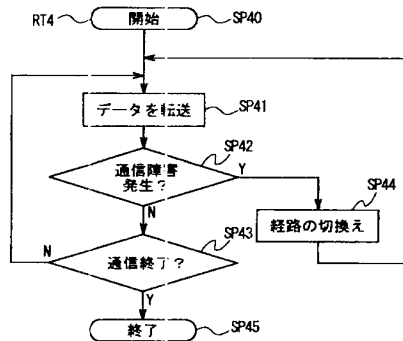 RT4
開始
SP40
データを転送
SP41
通信障害
発生?
SP42
Y
N
経路の切換え
SP44
通信終了?
SP43
N
Y
終了
SP45